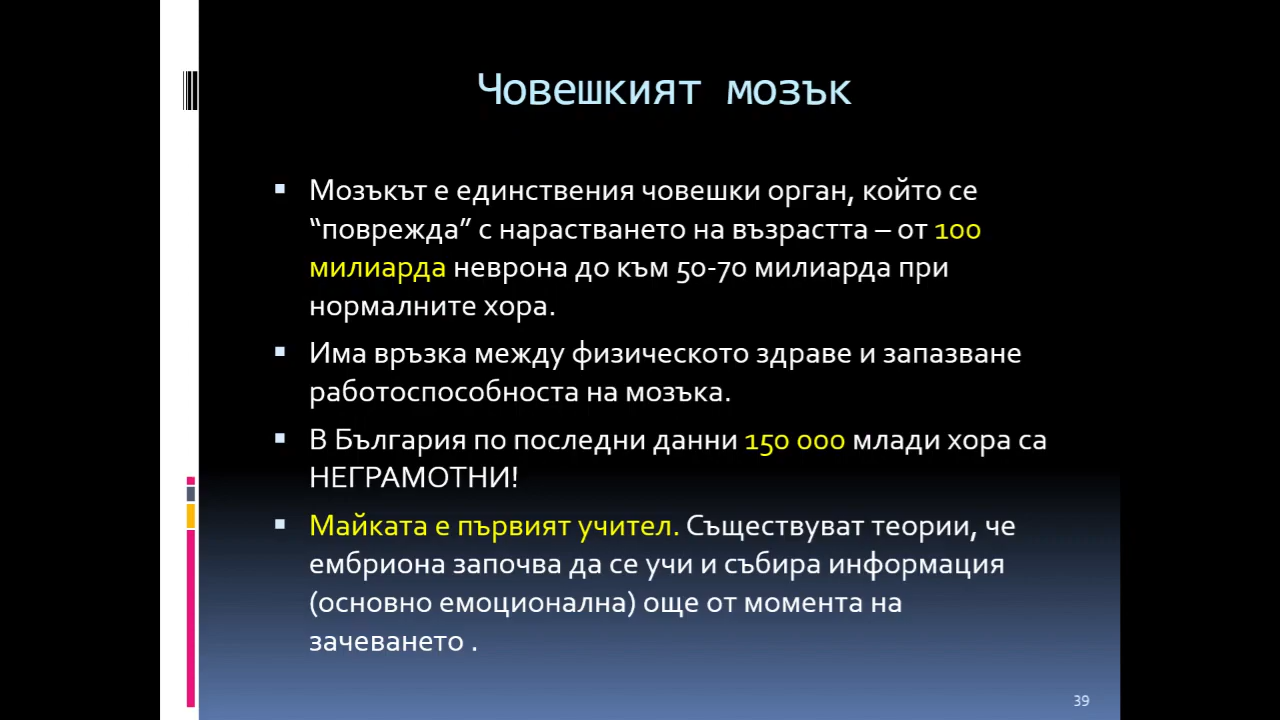 Човешкият мозък
Мозъкът е единствения човешки орган, който се
“поврежда” с нарастването на възрастта – от 100
милиарда неврона до към 50-70 милиарда при
нормалните хора.
Има връзка между физическото здраве и запазване
работоспособноста на мозъка.
В България по последни данни 150 000 млади хора са
НЕГРАМОТНИ!
Майката е първият учител. Съществуват теории, че
ембриона започва да се учи и събира информация
(основно емоционална) още от момента на
зачеването .
39